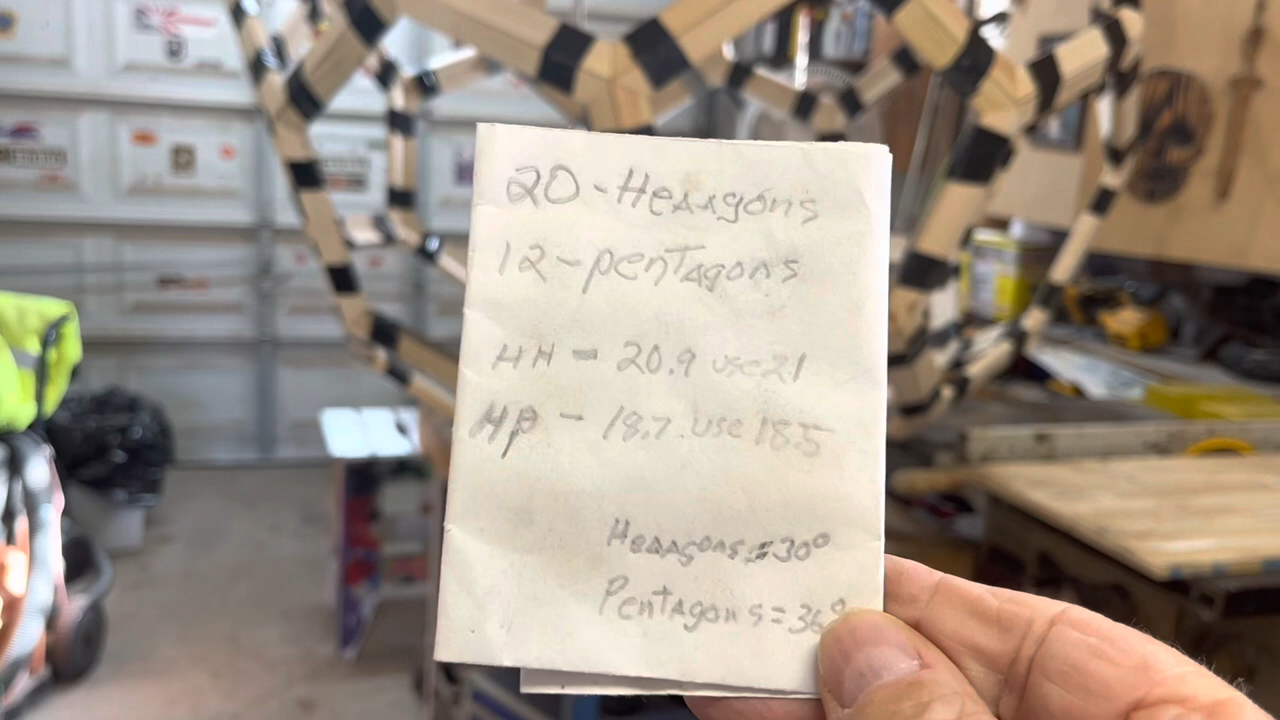 20-Hexagons
12-pentagons
HH - 20.9 use 21
HP - 18.7. use 18.5
Hexagons = 30°
Pentagons = 36°